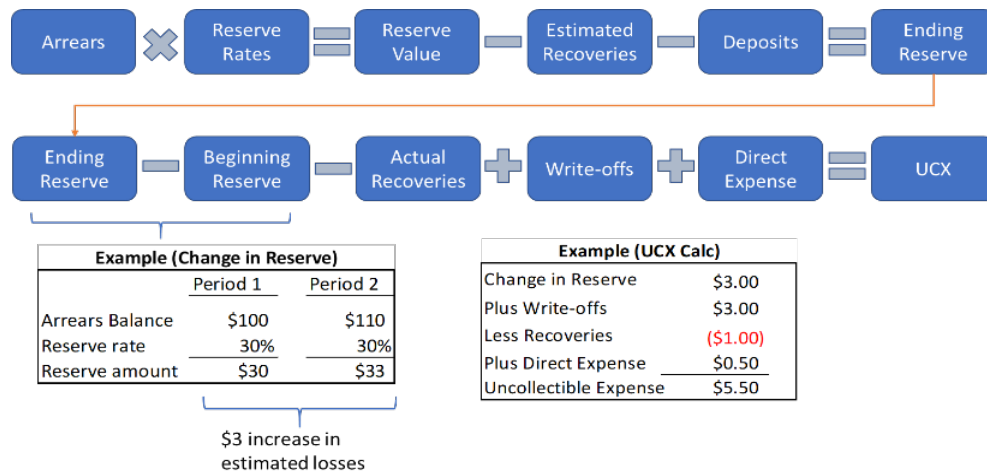 Arrears
Reserve
Rates
Reserve
Value
Estimated
Recoveries
Deposits
Ending
Reserve
Ending
Reserve
Beginning
Reserve
Actual
Recoveries
Write-offs
Direct
Expense
UCX
Example (Change in Reserve)
Period 1 Period 2
Arrears Balance $100 $110
Reserve rate 30% 30%
Reserve amount $30 $33
$3 increase in
estimated losses
Example (UCX Calc)
Change in Reserve $3.00
Plus Write-offs $3.00
Less Recoveries ($1.00)
Plus Direct Expense $0.50
Uncollectible Expense $5.50